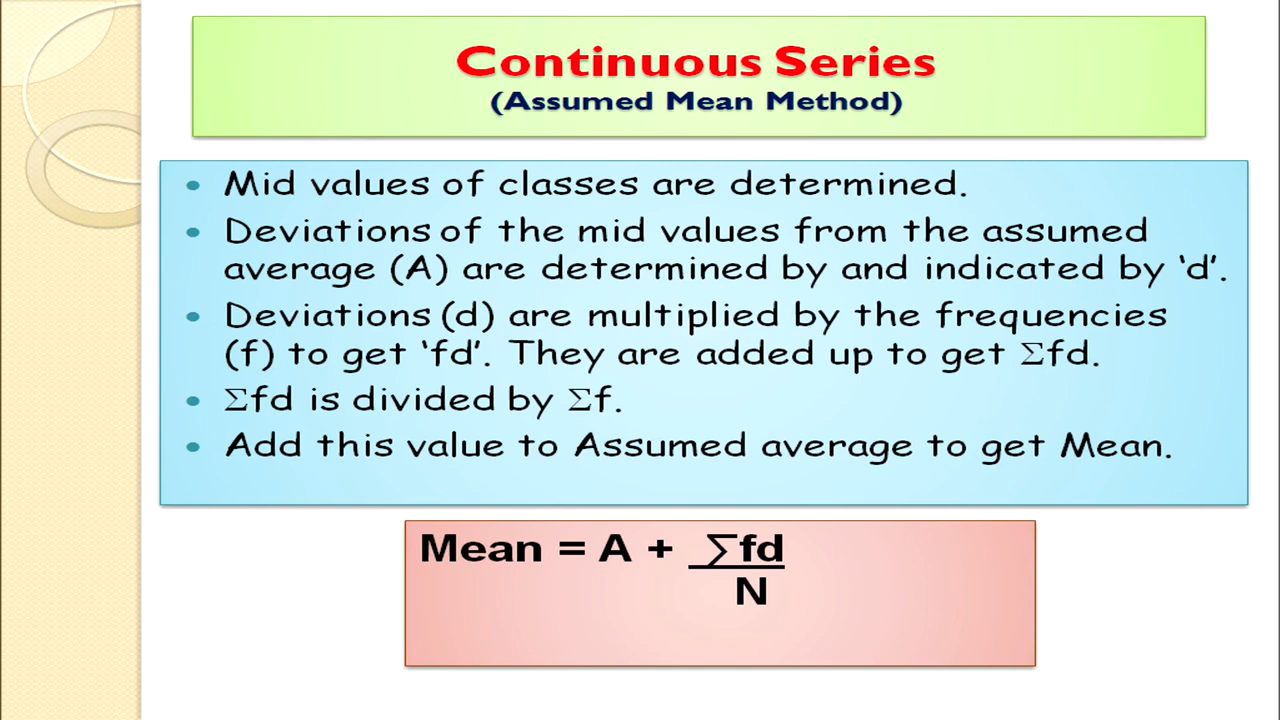 Continuous Series
(Assumed Mean Method)
• Mid values of classes are determined.
• Deviations of the mid values from the assumed
average (A) are determined by and indicated by ‘d’.
• Deviations (d) are multiplied by the frequencies
(f) to get ‘fd’. They are added up to get Σfd.
• Σfd is divided by Σf.
• Add this value to Assumed average to get Mean.
Mean = A + ∑fd
N